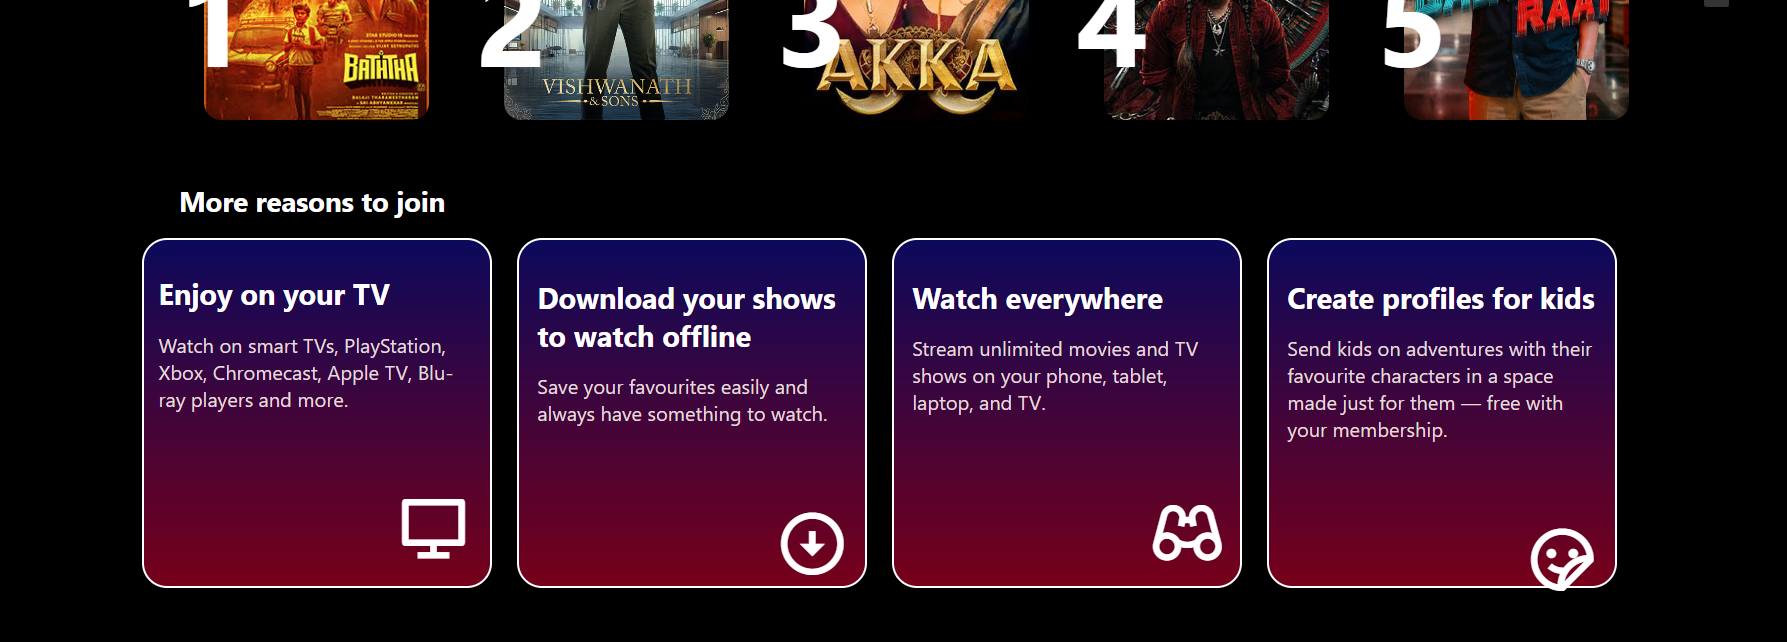 1
2
3
4
5
BATHTHA
VISHWANATH
& SONS
AKKA
RAAT
More reasons to join
Enjoy on your TV
Watch on smart TVs, PlayStation,
Xbox, Chromecast, Apple TV, Blu-
ray players and more.
Download your shows
to watch offline
Save your favourites easily and
always have something to watch.
Watch everywhere
Stream unlimited movies and TV
shows on your phone, tablet,
laptop, and TV.
Create profiles for kids
Send kids on adventures with their
favourite characters in a space
made just for them — free with
your membership.